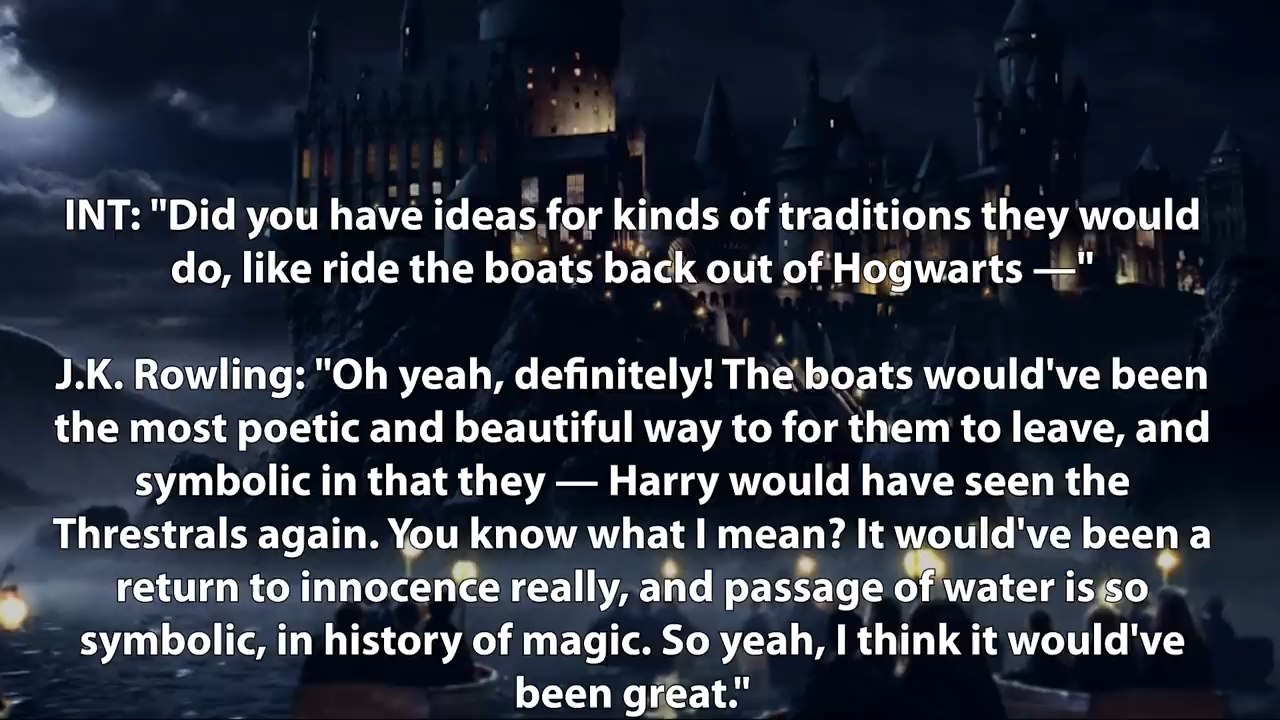 INT: "Did you have ideas for kinds of traditions they would
do, like ride the boats back out of Hogwarts —"
J.K. Rowling: "Oh yeah, definitely! The boats would've been
the most poetic and beautiful way to for them to leave, and
symbolic in that they — Harry would have seen the
Threstrals again. You know what I mean? It would've been a
return to innocence really, and passage of water is so
symbolic, in history of magic. So yeah, I think it would've
been great."